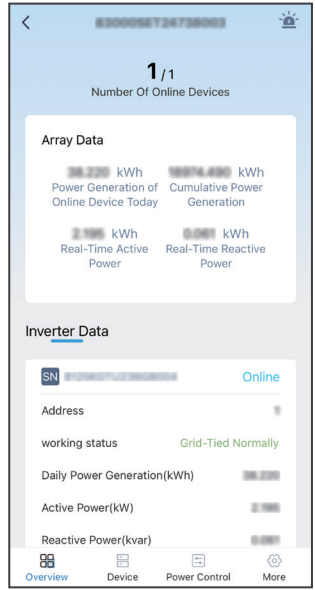 1/1
Number Of Online Devices
Array Data
kWh
Power Generation of
Online Device Today
kWh
Cumulative Power
Generation
kWh
Real-Time Active
Power
kWh
Real-Time Reactive
Power
Inverter Data
SN Online
Address
working status Grid-Tied Normally
Daily Power Generation(kWh)
Active Power(kW)
Reactive Power(kvar)
Overview Device Power Control More